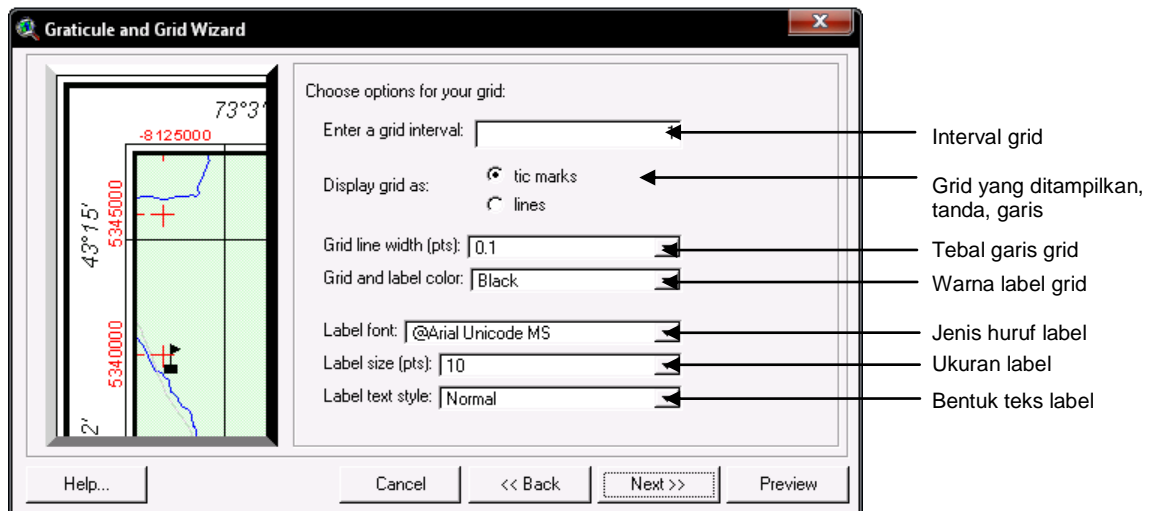 Graticule and Grid Wizard
73°3'
-8125000
43°15'
5345000
5340000
2'
Choose options for your grid:
Enter a grid interval:
Display grid as:
tic marks
lines
Grid line width (pts): 0.1
Grid and label color: Black
Label font: @Arial Unicode MS
Label size (pts): 10
Label text style: Normal
Interval grid
Grid yang ditampilkan,
tanda, garis
Tebal garis grid
Warna label grid
Jenis huruf label
Ukuran label
Bentuk teks label
Help...
Cancel
<< Back
Next >>
Preview